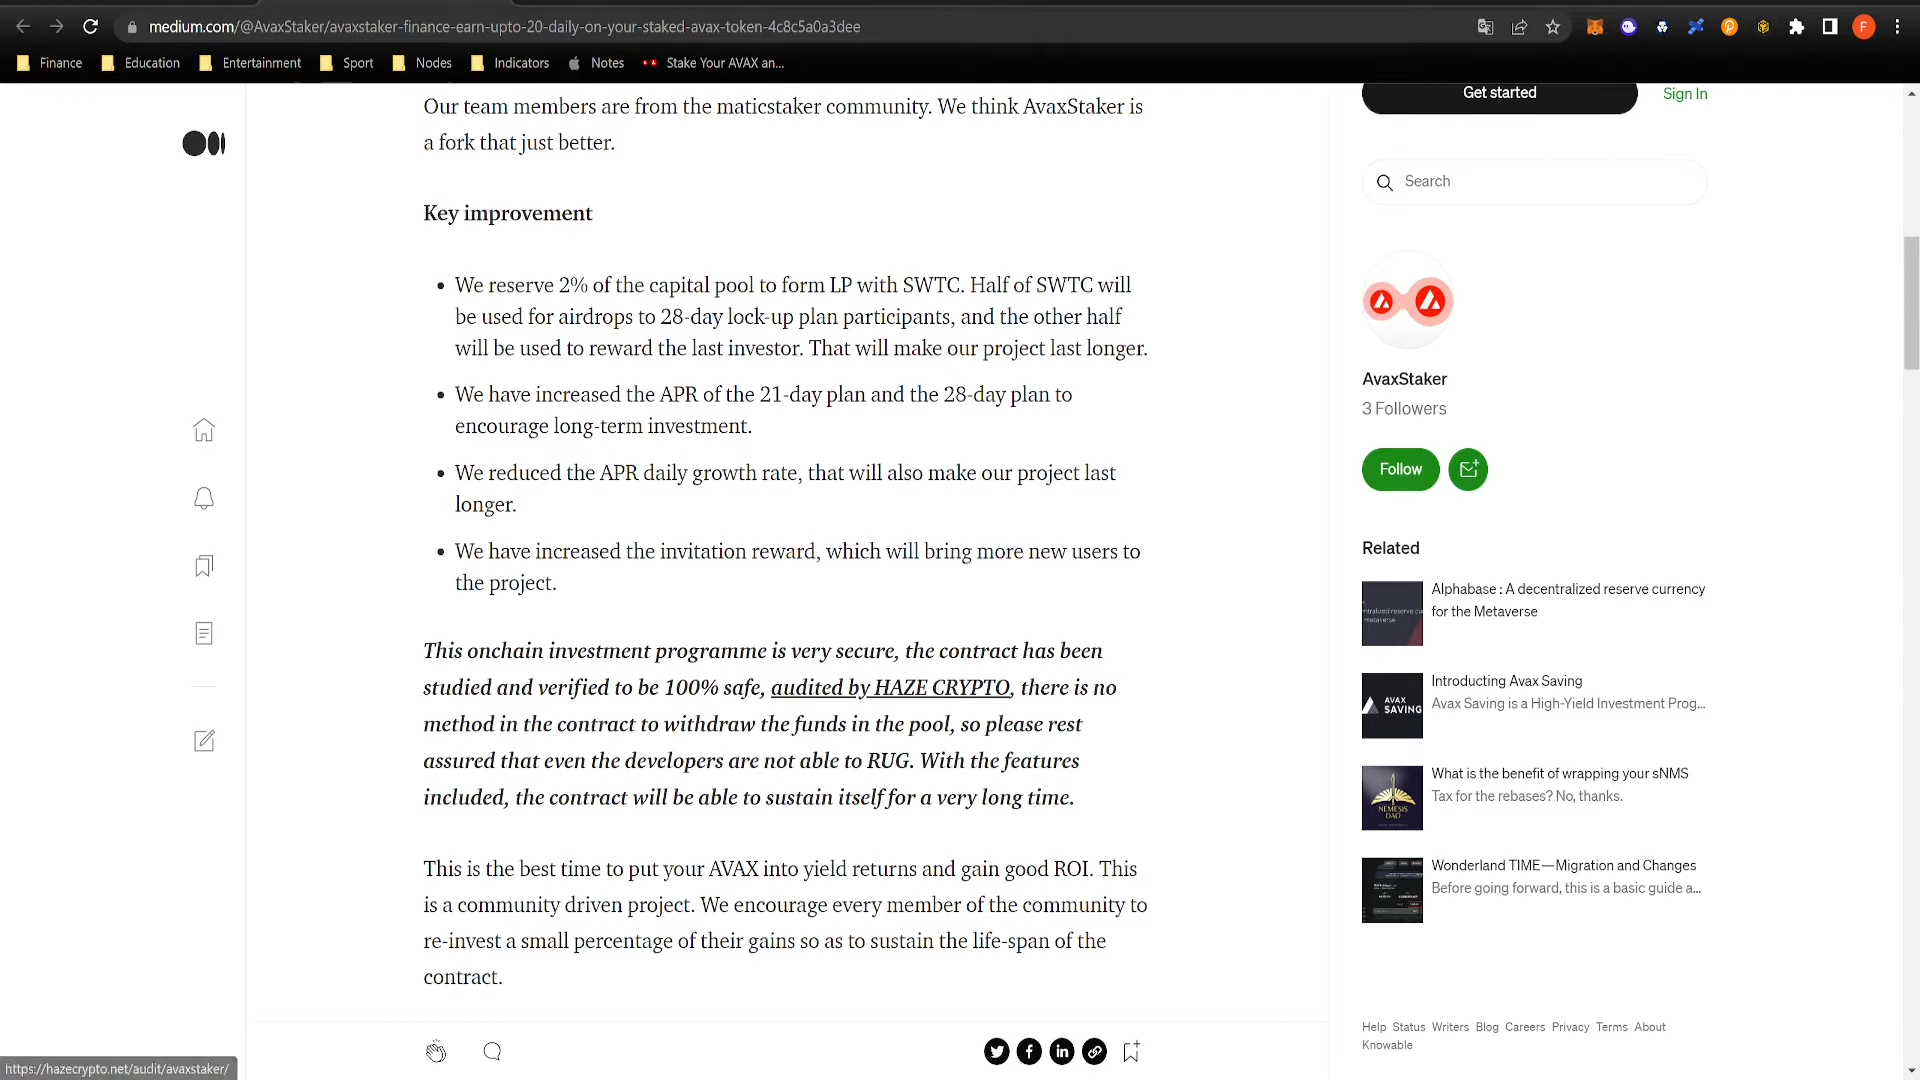 medium.com/@AvaxStaker/avaxstaker-finance-earn-upto-20-daily-on-your-staked-avax-token-4c8c5a0a3dee
F
Finance
Education
Entertainment
Sport
Nodes
Indicators
Notes
Stake Your AVAX an...
Our team members are from the maticstaker community. We think AvaxStaker is
a fork that just better.
Key improvement
• We reserve 2% of the capital pool to form LP with SWTC. Half of SWTC will
be used for airdrops to 28-day lock-up plan participants, and the other half
will be used to reward the last investor. That will make our project last longer.
• We have increased the APR of the 21-day plan and the 28-day plan to
encourage long-term investment.
• We reduced the APR daily growth rate, that will also make our project last
longer.
• We have increased the invitation reward, which will bring more new users to
the project.
This onchain investment programme is very secure, the contract has been
studied and verified to be 100% safe, audited by HAZE CRYPTO, there is no
method in the contract to withdraw the funds in the pool, so please rest
assured that even the developers are not able to RUG. With the features
included, the contract will be able to sustain itself for a very long time.
This is the best time to put your AVAX into yield returns and gain good ROI. This
is a community driven project. We encourage every member of the community to
re-invest a small percentage of their gains so as to sustain the life-span of the
contract.
Get started
Sign In
Search
AvaxStaker
3 Followers
Follow
Related
Alphabase : A decentralized reserve currency
for the Metaverse
AVAX
SAVING
Introducting Avax Saving
Avax Saving is a High-Yield Investment Prog...
NEMESIS
DAO
What is the benefit of wrapping your sNMS
Tax for the rebases? No, thanks.
Wonderland TIME—Migration and Changes
Before going forward, this is a basic guide a...
Help Status Writers Blog Careers Privacy Terms About
Knowable
https://hazecrypto.net/audit/avaxstaker/